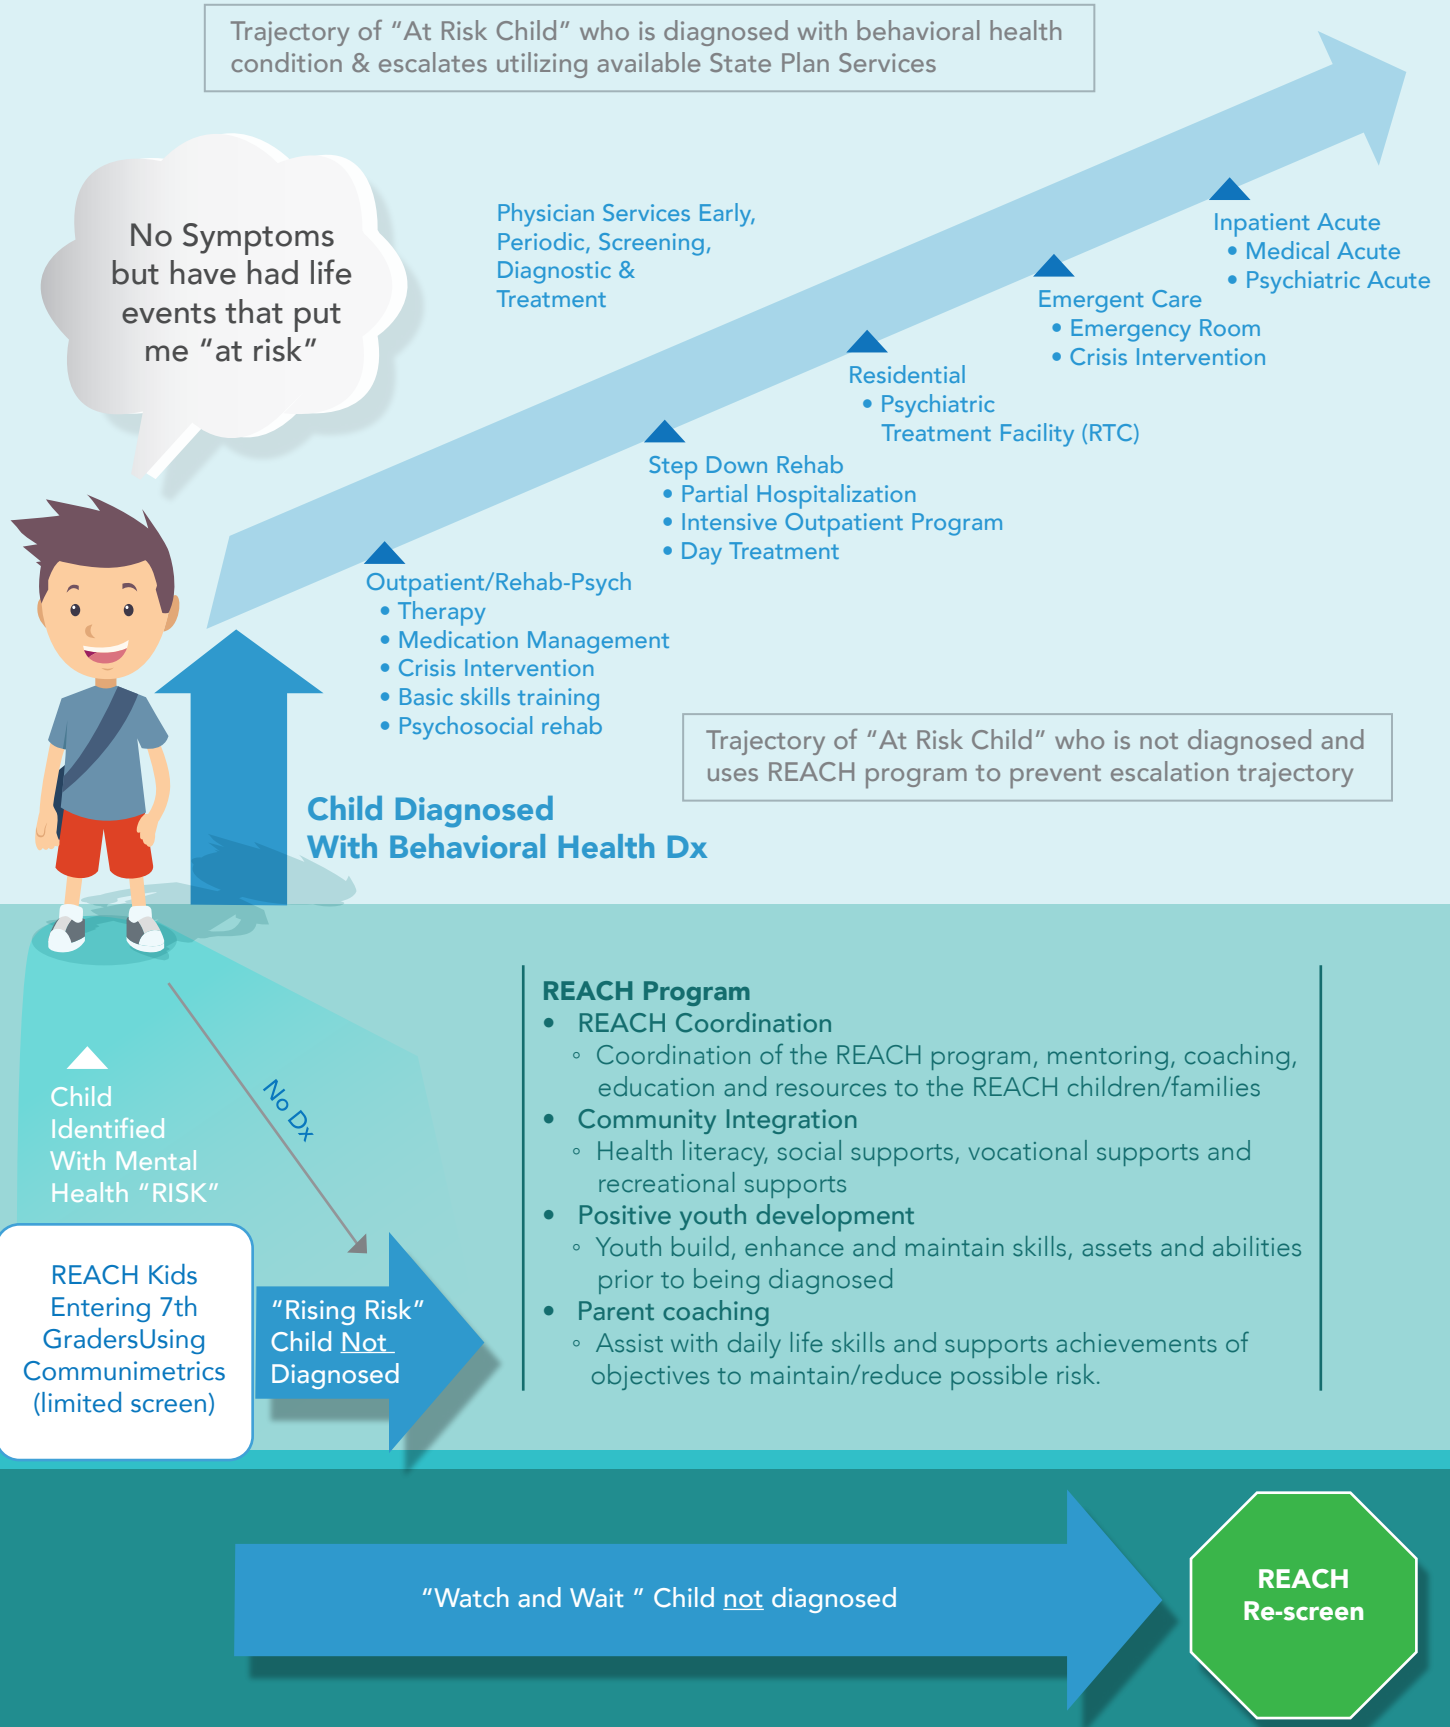 Trajectory of “At Risk Child” who is diagnosed with behavioral health
condition & escalates utilizing available State Plan Services
No Symptoms
but have had life
events that put
me “at risk”
Physician Services Early,
Periodic, Screening,
Diagnostic &
Treatment
Inpatient Acute
• Medical Acute
• Psychiatric Acute
Emergent Care
• Emergency Room
• Crisis Intervention
Residential
• Psychiatric
Treatment Facility (RTC)
Step Down Rehab
• Partial Hospitalization
• Intensive Outpatient Program
• Day Treatment
Outpatient/Rehab-Psych
• Therapy
• Medication Management
• Crisis Intervention
• Basic skills training
• Psychosocial rehab
Trajectory of “At Risk Child” who is not diagnosed and
uses REACH program to prevent escalation trajectory
Child Diagnosed
With Behavioral Health Dx
REACH Program
• REACH Coordination
◦ Coordination of the REACH program, mentoring, coaching,
education and resources to the REACH children/families
• Community Integration
◦ Health literacy, social supports, vocational supports and
recreational supports
• Positive youth development
◦ Youth build, enhance and maintain skills, assets and abilities
prior to being diagnosed
• Parent coaching
◦ Assist with daily life skills and supports achievements of
objectives to maintain/reduce possible risk.
Child
Identified
With Mental
Health “RISK”
No Dx
REACH Kids
Entering 7th
GradersUsing
Communimetrics
(limited screen)
“Rising Risk”
Child Not
Diagnosed
“Watch and Wait ” Child not diagnosed
REACH
Re-screen